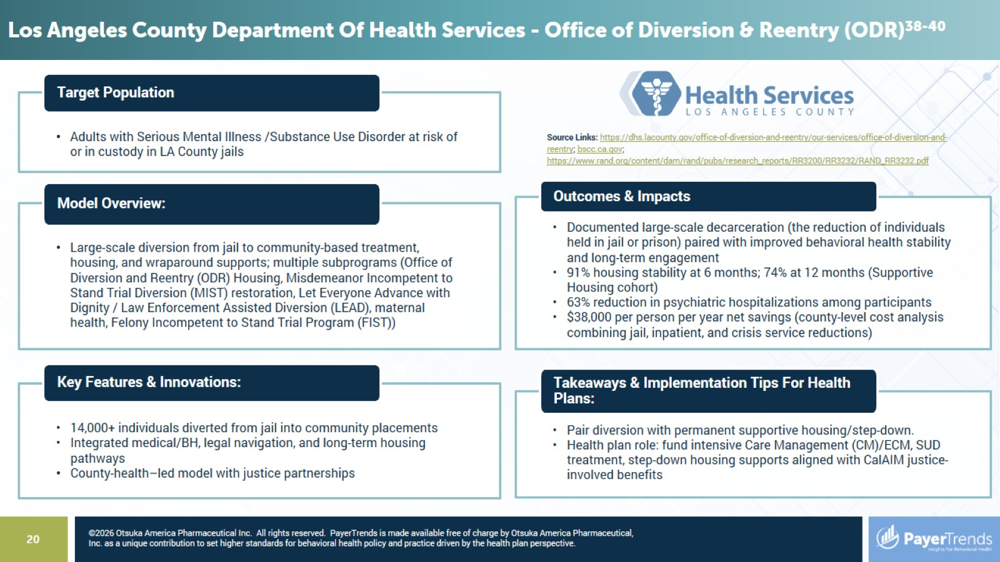 Los Angeles County Department Of Health Services - Office of Diversion & Reentry (ODR)38-40
Target Population
• Adults with Serious Mental Illness /Substance Use Disorder at risk of
or in custody in LA County jails
Model Overview:
• Large-scale diversion from jail to community-based treatment,
housing, and wraparound supports; multiple subprograms (Office of
Diversion and Reentry (ODR) Housing, Misdemeanor Incompetent to
Stand Trial Diversion (MIST) restoration, Let Everyone Advance with
Dignity / Law Enforcement Assisted Diversion (LEAD), maternal
health, Felony Incompetent to Stand Trial Program (FIST))
Key Features & Innovations:
• 14,000+ individuals diverted from jail into community placements
• Integrated medical/BH, legal navigation, and long-term housing
pathways
• County-health–led model with justice partnerships
Health Services
LOS ANGELES COUNTY
Source Links: https://dhs.lacounty.gov/office-of-diversion-and-reentry/our-services/office-of-diversion-and-
reentry; bscc.ca.gov;
https://www.rand.org/content/dam/rand/pubs/research_reports/RR3200/RR3232/RAND_RR3232.pdf
Outcomes & Impacts
• Documented large-scale decarceration (the reduction of individuals
held in jail or prison) paired with improved behavioral health stability
and long-term engagement
• 91% housing stability at 6 months; 74% at 12 months (Supportive
Housing cohort)
• 63% reduction in psychiatric hospitalizations among participants
• $38,000 per person per year net savings (county-level cost analysis
combining jail, inpatient, and crisis service reductions)
Takeaways & Implementation Tips For Health
Plans:
• Pair diversion with permanent supportive housing/step-down.
• Health plan role: fund intensive Care Management (CM)/ECM, SUD
treatment, step-down housing supports aligned with CalAIM justice-
involved benefits
20
©2026 Otsuka America Pharmaceutical Inc. All rights reserved. PayerTrends is made available free of charge by Otsuka America Pharmaceutical,
Inc. as a unique contribution to set higher standards for behavioral health policy and practice driven by the health plan perspective.
PayerTrends
Insights For Behavioral Health